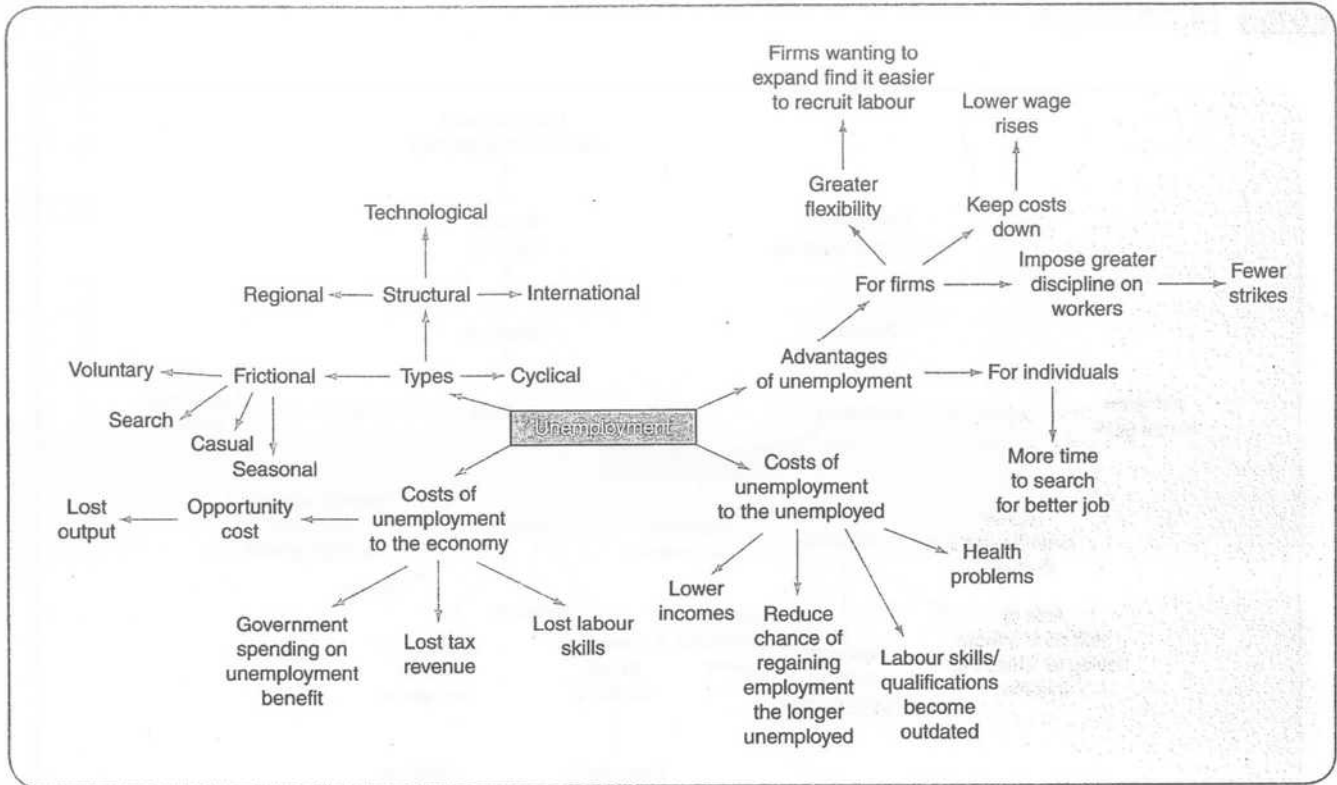 Firms wanting to
expand find it easier
to recruit labour
Lower wage
rises
Greater
flexibility
Keep costs
down
Technological
For firms
Impose greater
discipline on
workers
Fewer
strikes
Regional
Structural
International
Advantages
of unemployment
For individuals
Voluntary
Frictional
Types
Cyclical
Search
Casual
Seasonal
Unemployment
More time
to search
for better job
Costs of
unemployment
to the unemployed
Lost
output
Opportunity
cost
Costs of
unemployment
to the economy
Health
problems
Lower
incomes
Government
spending on
unemployment
benefit
Lost tax
revenue
Lost labour
skills
Reduce
chance of
regaining
employment
the longer
unemployed
Labour skills/
qualifications
become
outdated